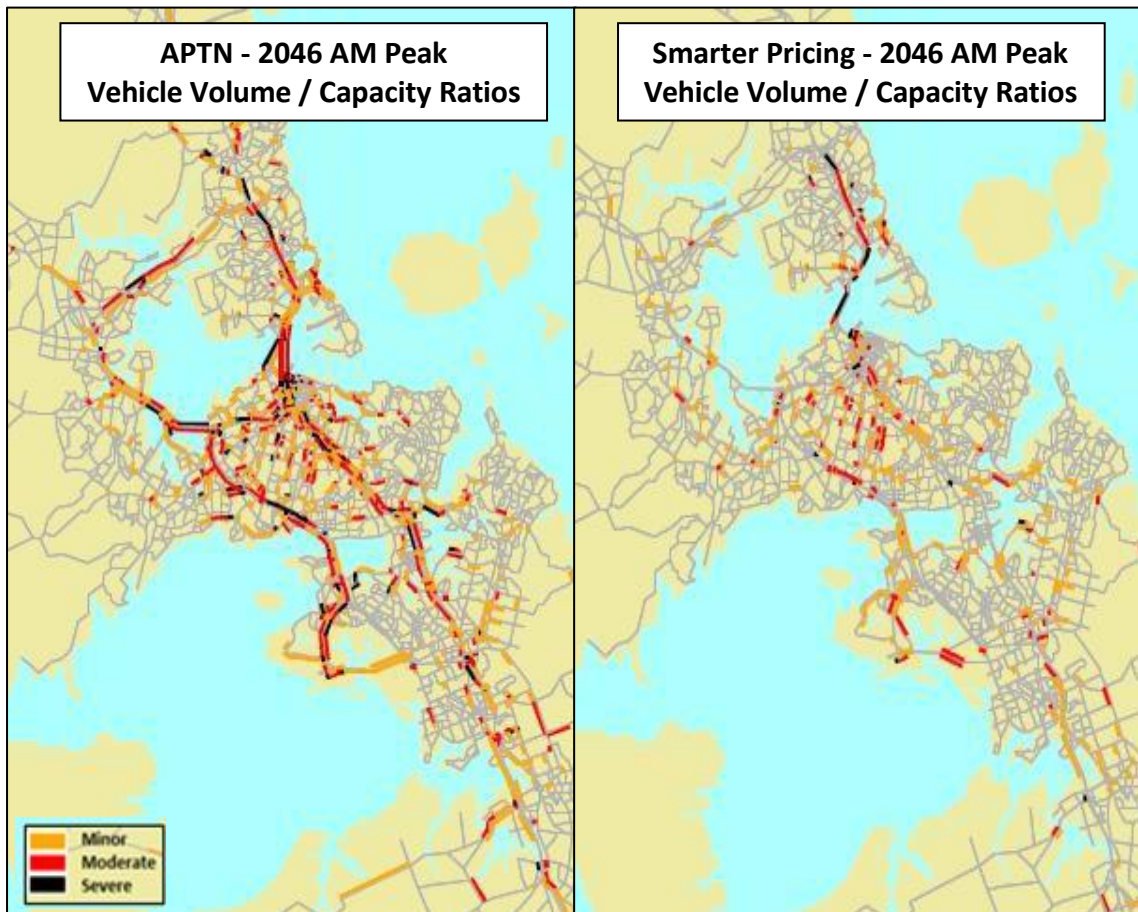 APTN - 2046 AM Peak
Vehicle Volume / Capacity Ratios
Smarter Pricing - 2046 AM Peak
Vehicle Volume / Capacity Ratios
Minor
Moderate
Severe